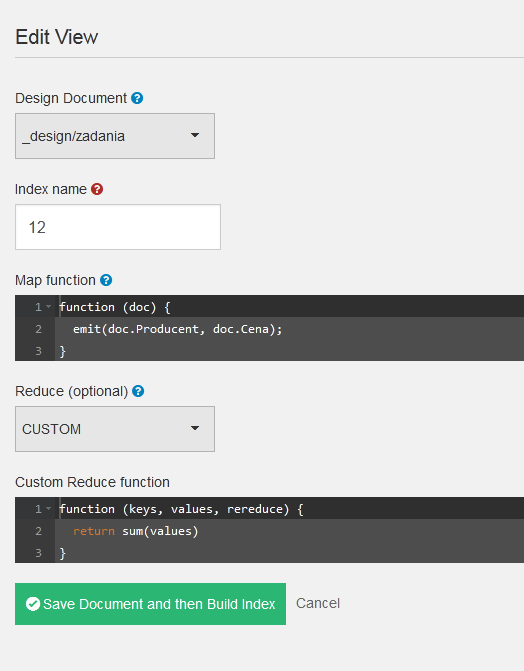 Edit View
Design Document
_design/zadania
Index name
12
Map function
1 function (doc) {
2   emit(doc.Producent, doc.Cena);
3 }
Reduce (optional)
CUSTOM
Custom Reduce function
1 function (keys, values, rereduce) {
2   return sum(values)
3 }
Save Document and then Build Index Cancel